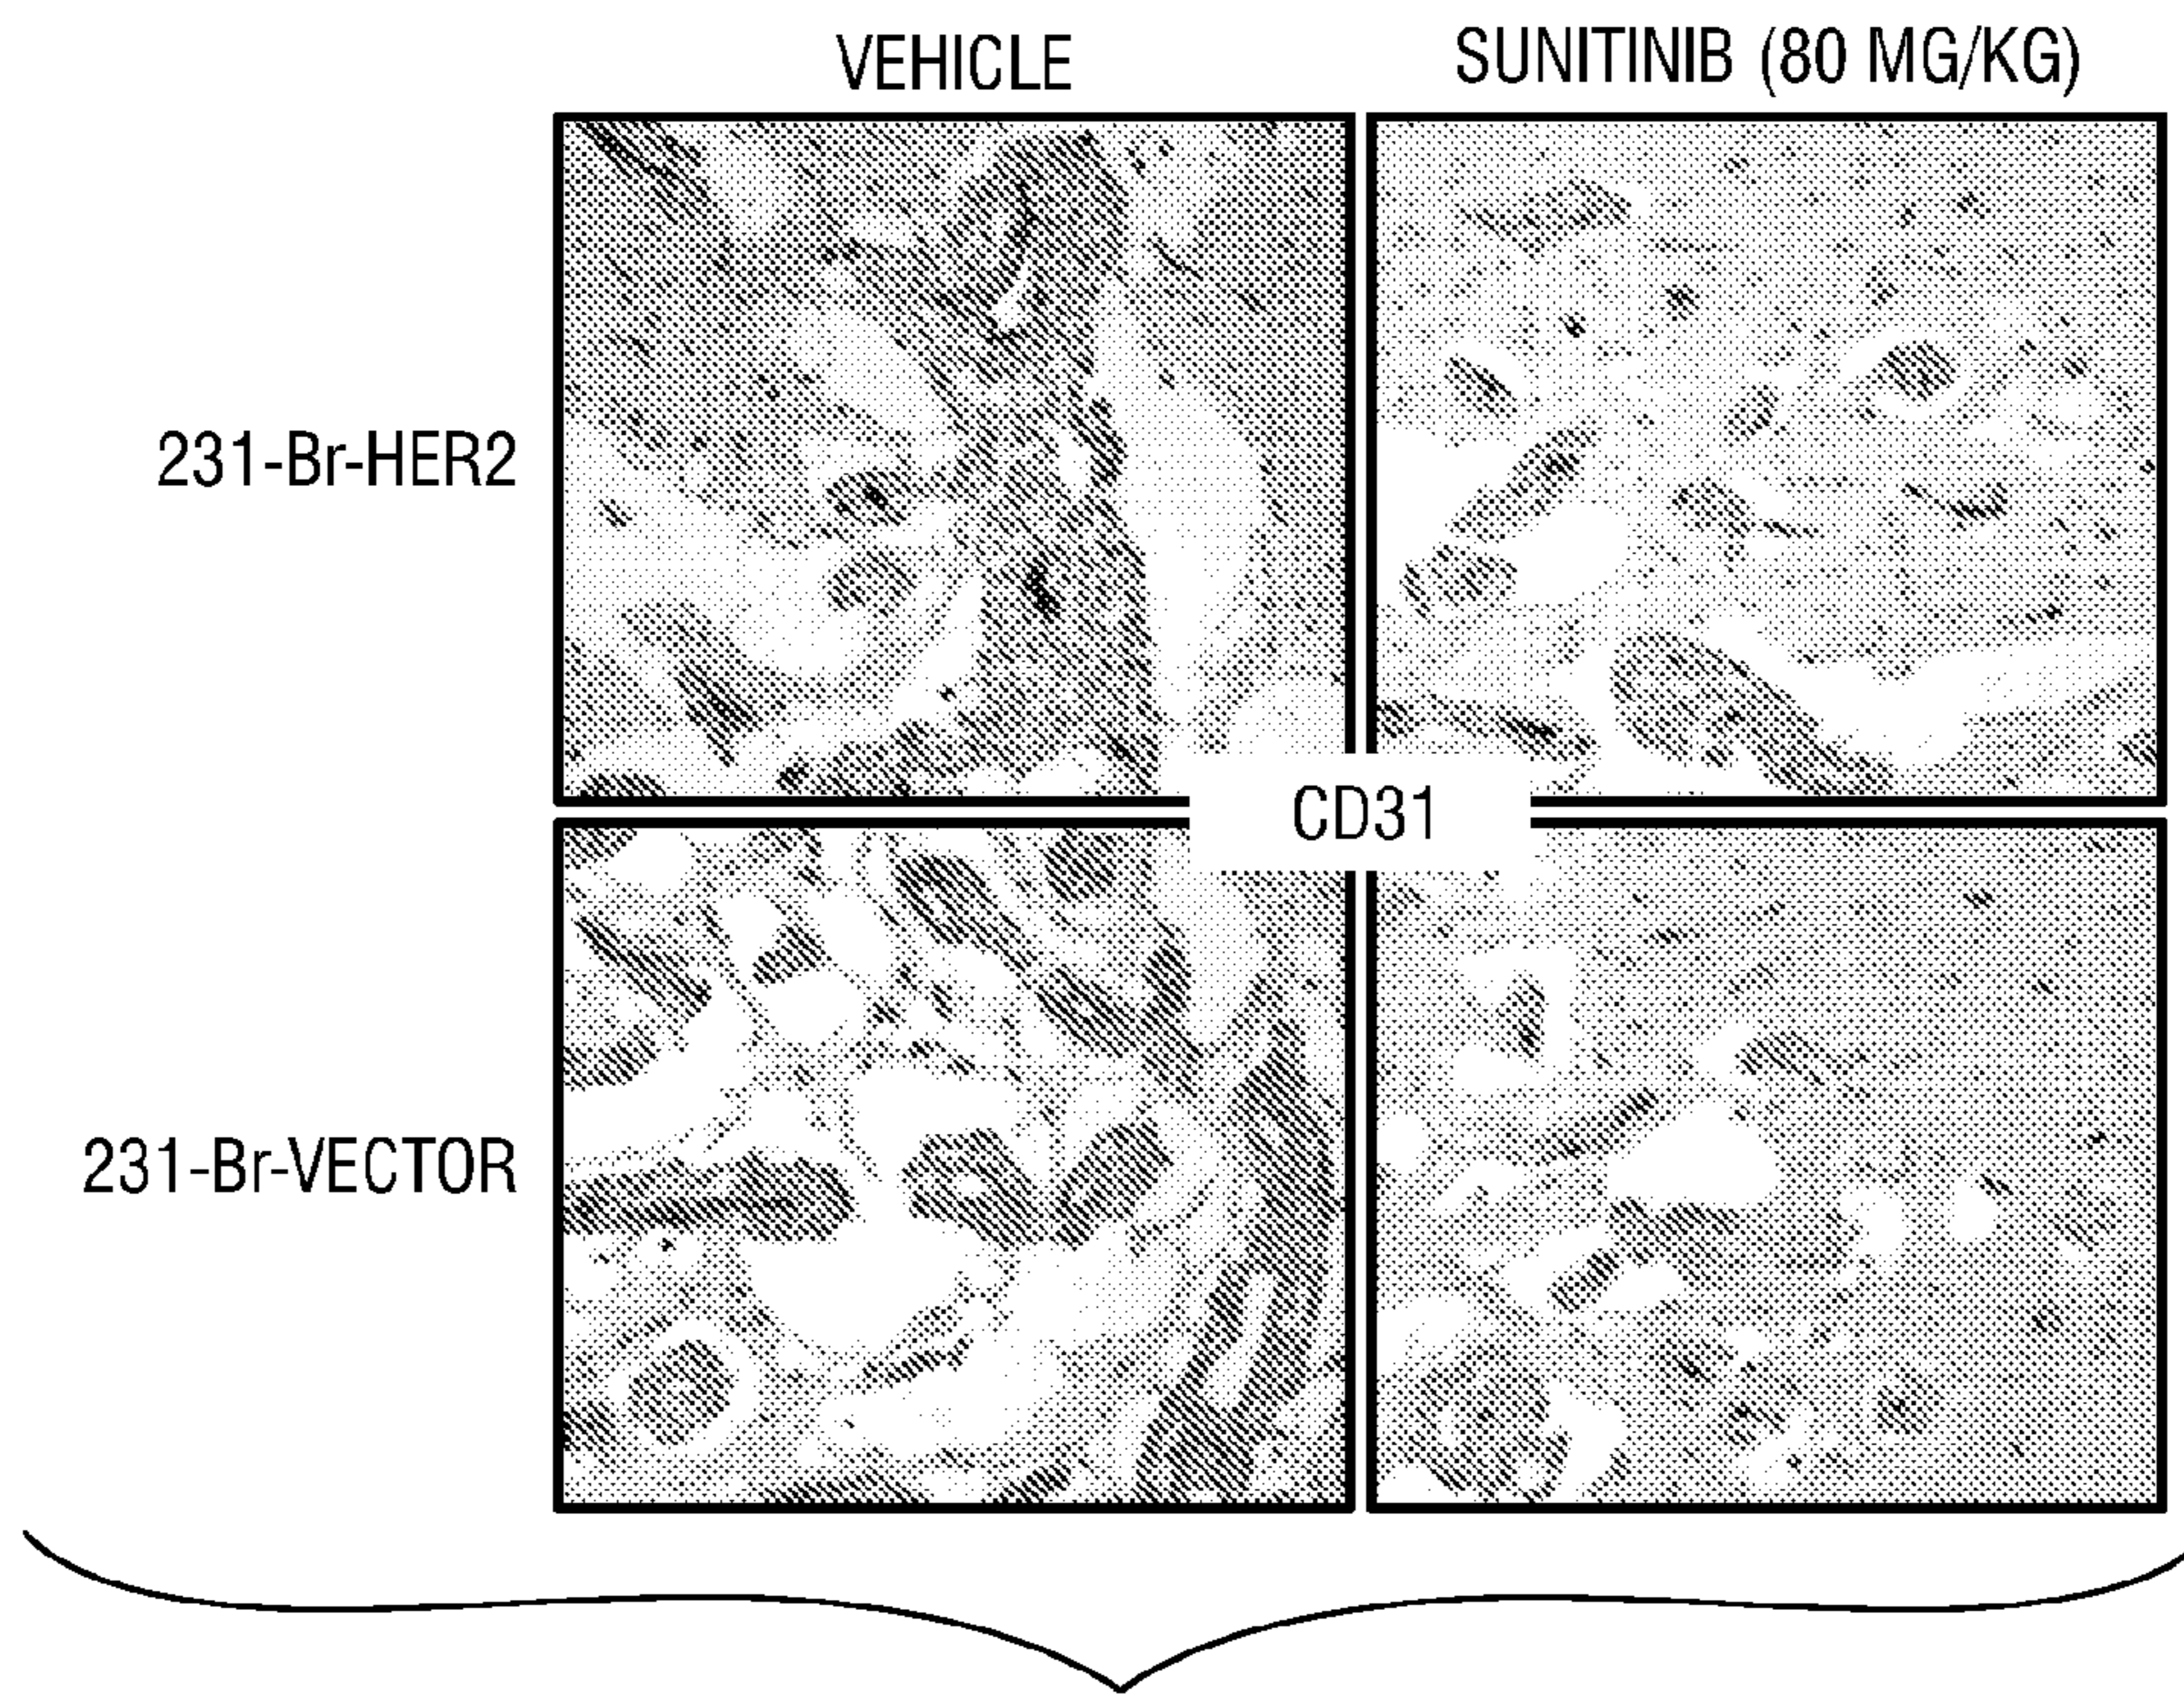 VEHICLE
SUNITINIB (80 MG/KG)
231-Br-HER2
CD31
231-Br-VECTOR